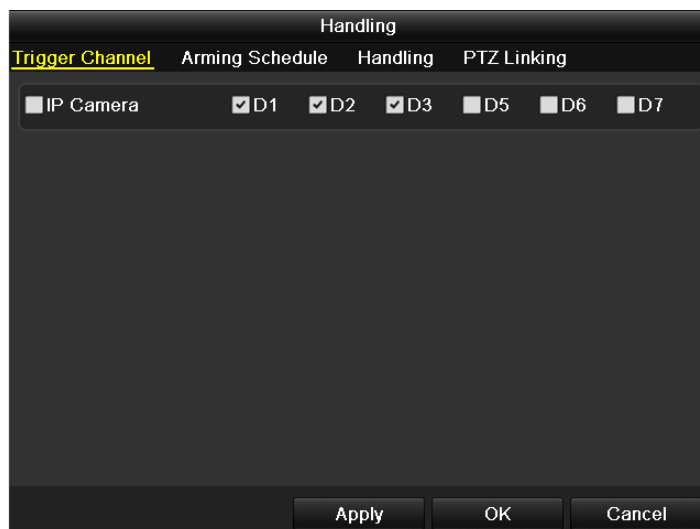 Handling
Trigger Channel Arming Schedule Handling PTZ Linking
IP Camera D1 D2 D3 D5 D6 D7
Apply OK Cancel